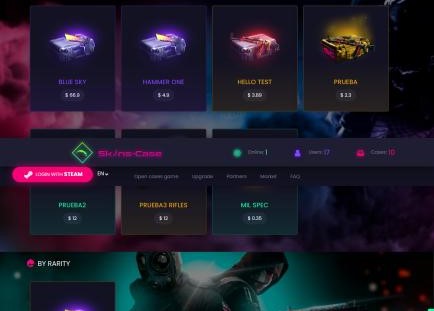 BLUE SKY
HAMMER ONE
HELLO TEST
PRUEBA
$ 66.9
$ 4.9
$ 3.89
$ 2.3
Skins-Case
Online: 1
Users: 17
Cases: 10
LOGIN WITH STEAM
EN
Open cases game
Upgrade
Partners
Market
FAQ
PRUEBA2
PRUEBA3 RIFLES
MIL SPEC
$ 12
$ 12
$ 0.35
BY RARITY